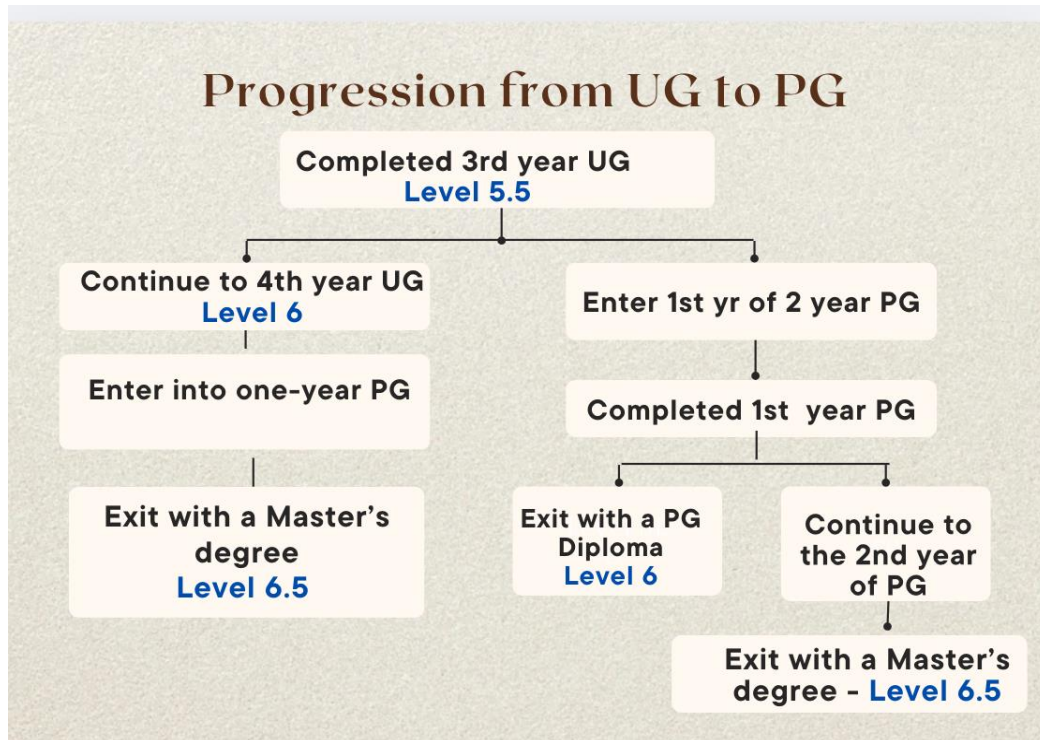 Progression from UG to PG
Completed 3rd year UG
Level 5.5
Continue to 4th year UG
Level 6
Enter into one-year PG
Exit with a Master's
degree
Level 6.5
Enter 1st yr of 2 year PG
Completed 1st  year PG
Exit with a PG
Diploma
Level 6
Continue to
the 2nd year
of PG
Exit with a Master's
degree - Level 6.5